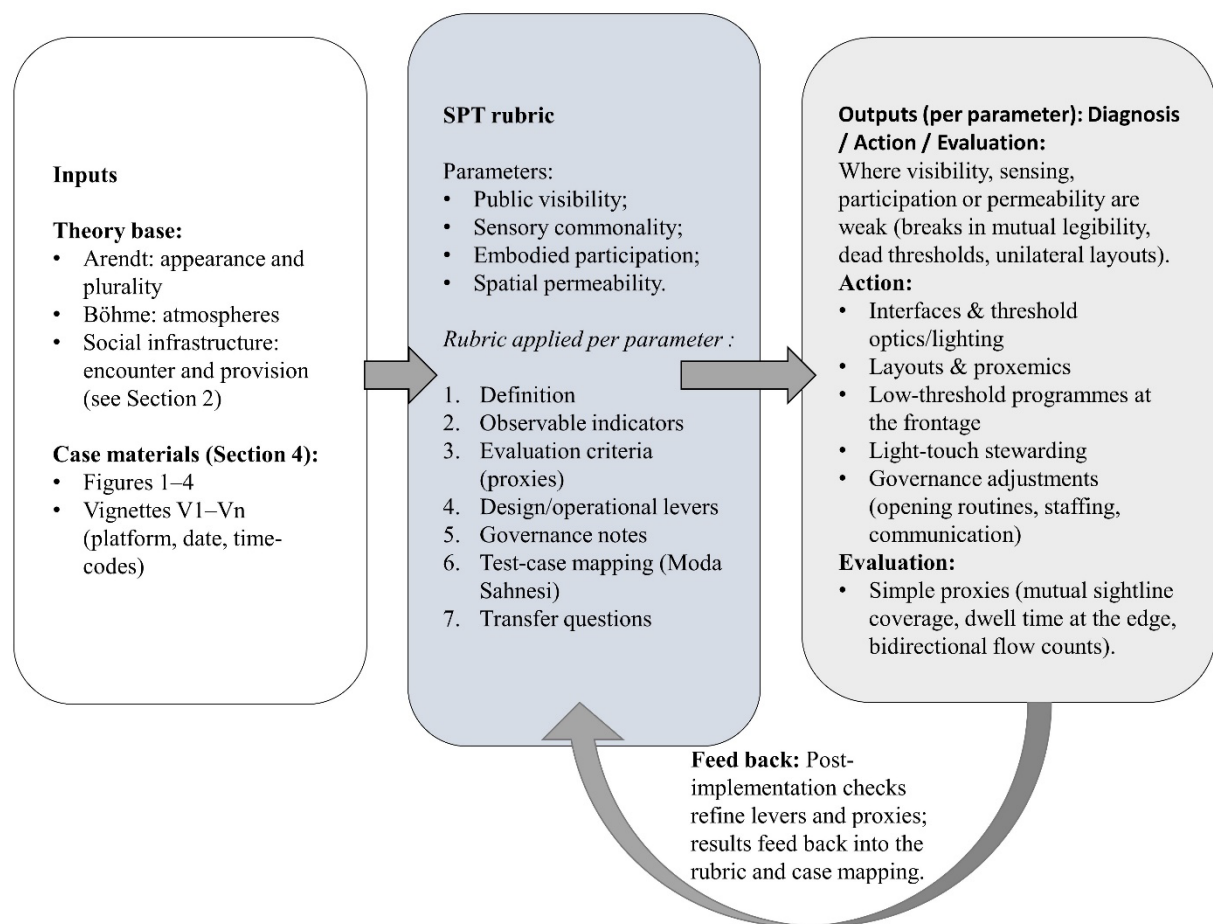 Inputs
Theory base:
• Arendt: appearance and
plurality
• Böhme: atmospheres
• Social infrastructure:
encounter and provision
(see Section 2)
Case materials (Section 4):
• Figures 1–4
• Vignettes V1–Vn
(platform, date, time-
codes)
SPT rubric
Parameters:
• Public visibility;
• Sensory commonality;
• Embodied participation;
• Spatial permeability.
Rubric applied per parameter :
1. Definition
2. Observable indicators
3. Evaluation criteria
(proxies)
4. Design/operational levers
5. Governance notes
6. Test-case mapping (Moda
Sahnesi)
7. Transfer questions
Outputs (per parameter): Diagnosis
/ Action / Evaluation:
Where visibility, sensing,
participation or permeability are
weak (breaks in mutual legibility,
dead thresholds, unilateral layouts).
Action:
• Interfaces & threshold
optics/lighting
• Layouts & proxemics
• Low-threshold programmes at
the frontage
• Light-touch stewarding
• Governance adjustments
(opening routines, staffing,
communication)
Evaluation:
• Simple proxies (mutual sightline
coverage, dwell time at the edge,
bidirectional flow counts).
Feed back: Post-
implementation checks
refine levers and proxies;
results feed back into the
rubric and case mapping.